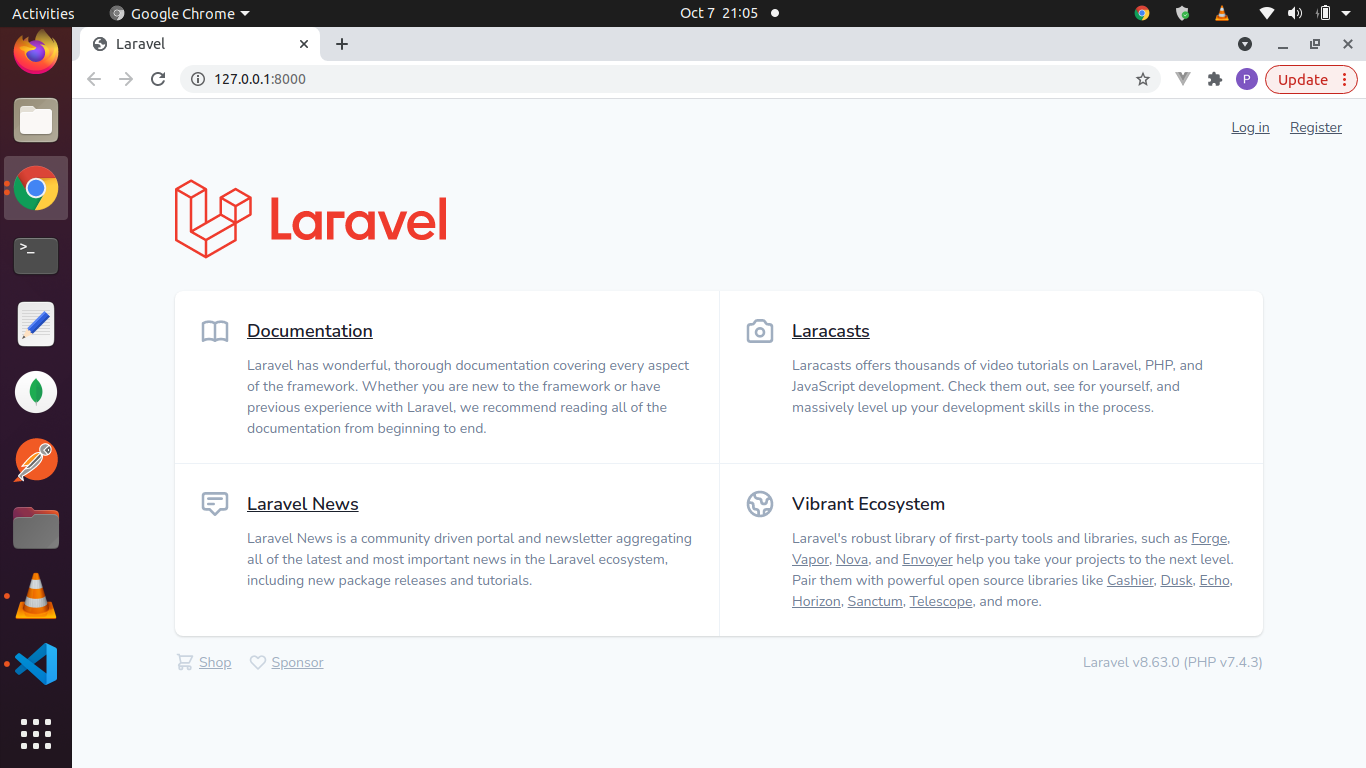 Activities
Google Chrome
Oct 7 21:05
Laravel
127.0.0.1:8000
P
Update
Log in
Register
Laravel
>_
Documentation
Laravel has wonderful, thorough documentation covering every aspect
of the framework. Whether you are new to the framework or have
previous experience with Laravel, we recommend reading all of the
documentation from beginning to end.
Laracasts
Laracasts offers thousands of video tutorials on Laravel, PHP, and
JavaScript development. Check them out, see for yourself, and
massively level up your development skills in the process.
Laravel News
Laravel News is a community driven portal and newsletter aggregating
all of the latest and most important news in the Laravel ecosystem,
including new package releases and tutorials.
Vibrant Ecosystem
Laravel's robust library of first-party tools and libraries, such as Forge,
Vapor, Nova, and Envoyer help you take your projects to the next level.
Pair them with powerful open source libraries like Cashier, Dusk, Echo,
Horizon, Sanctum, Telescope, and more.
Shop
Sponsor
Laravel v8.63.0 (PHP v7.4.3)